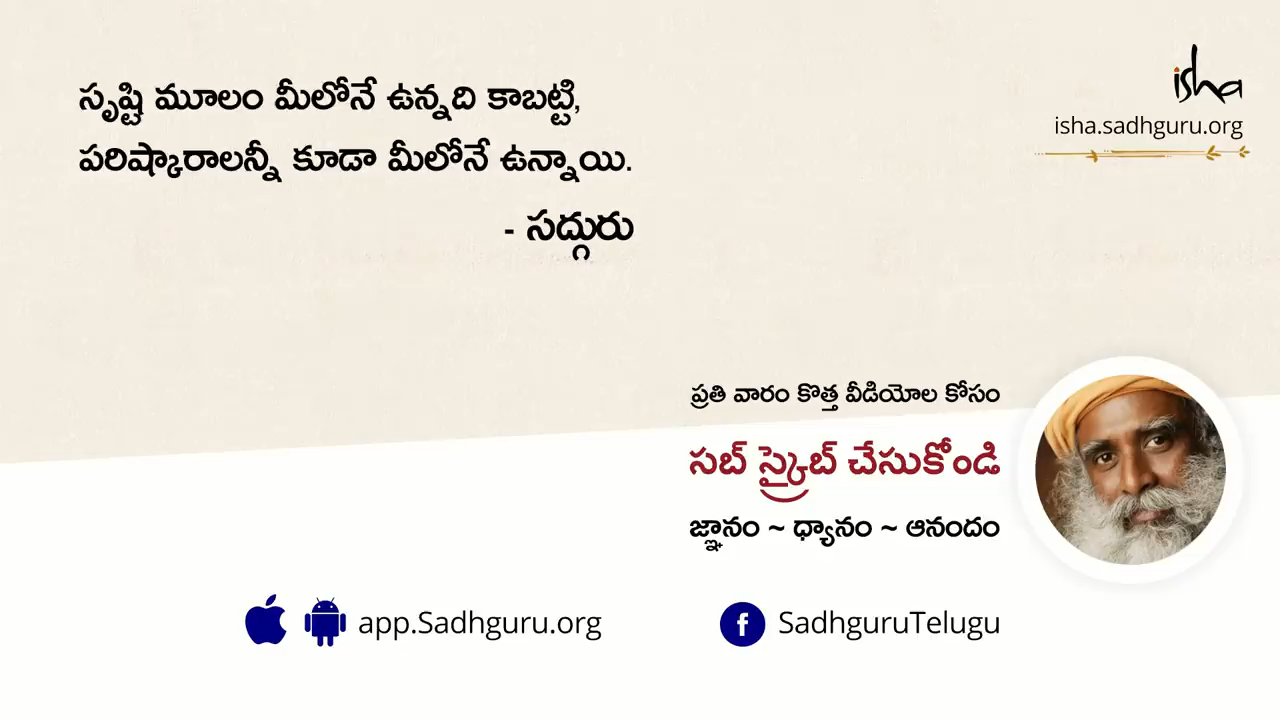 సృష్టి మూలం మీలోనే ఉన్నది కాబట్టి,
పరిష్కారాలన్నీ కూడా మీలోనే ఉన్నాయి.
- సద్గురు
isha
isha.sadhguru.org
ప్రతి వారం కొత్త వీడియోల కోసం
సబ్ స్క్రైబ్ చేసుకోండి
జ్ఞానం ~ ధ్యానం ~ ఆనందం
app.Sadhguru.org
f SadhguruTelugu